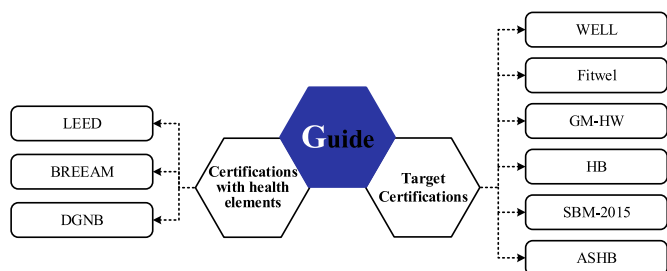 Guide
LEED
BREEAM
DGNB
Certifications
with health
elements
Target
Certifications
WELL
Fitwel
GM-HW
HB
SBM-2015
ASHB